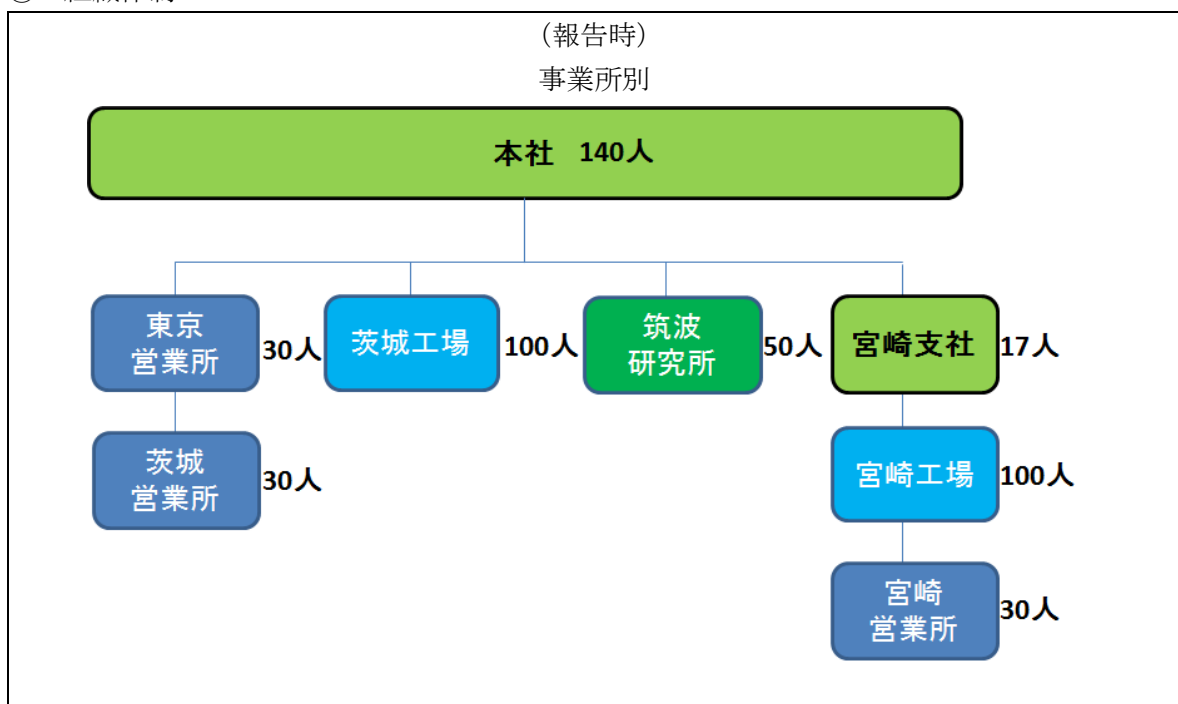 (報告時)
事業所別
本社 140人
東京
営業所
30人
茨城工場
100人
筑波
研究所
50人
宮崎支社
17人
茨城
営業所
30人
宮崎工場
100人
宮崎
営業所
30人